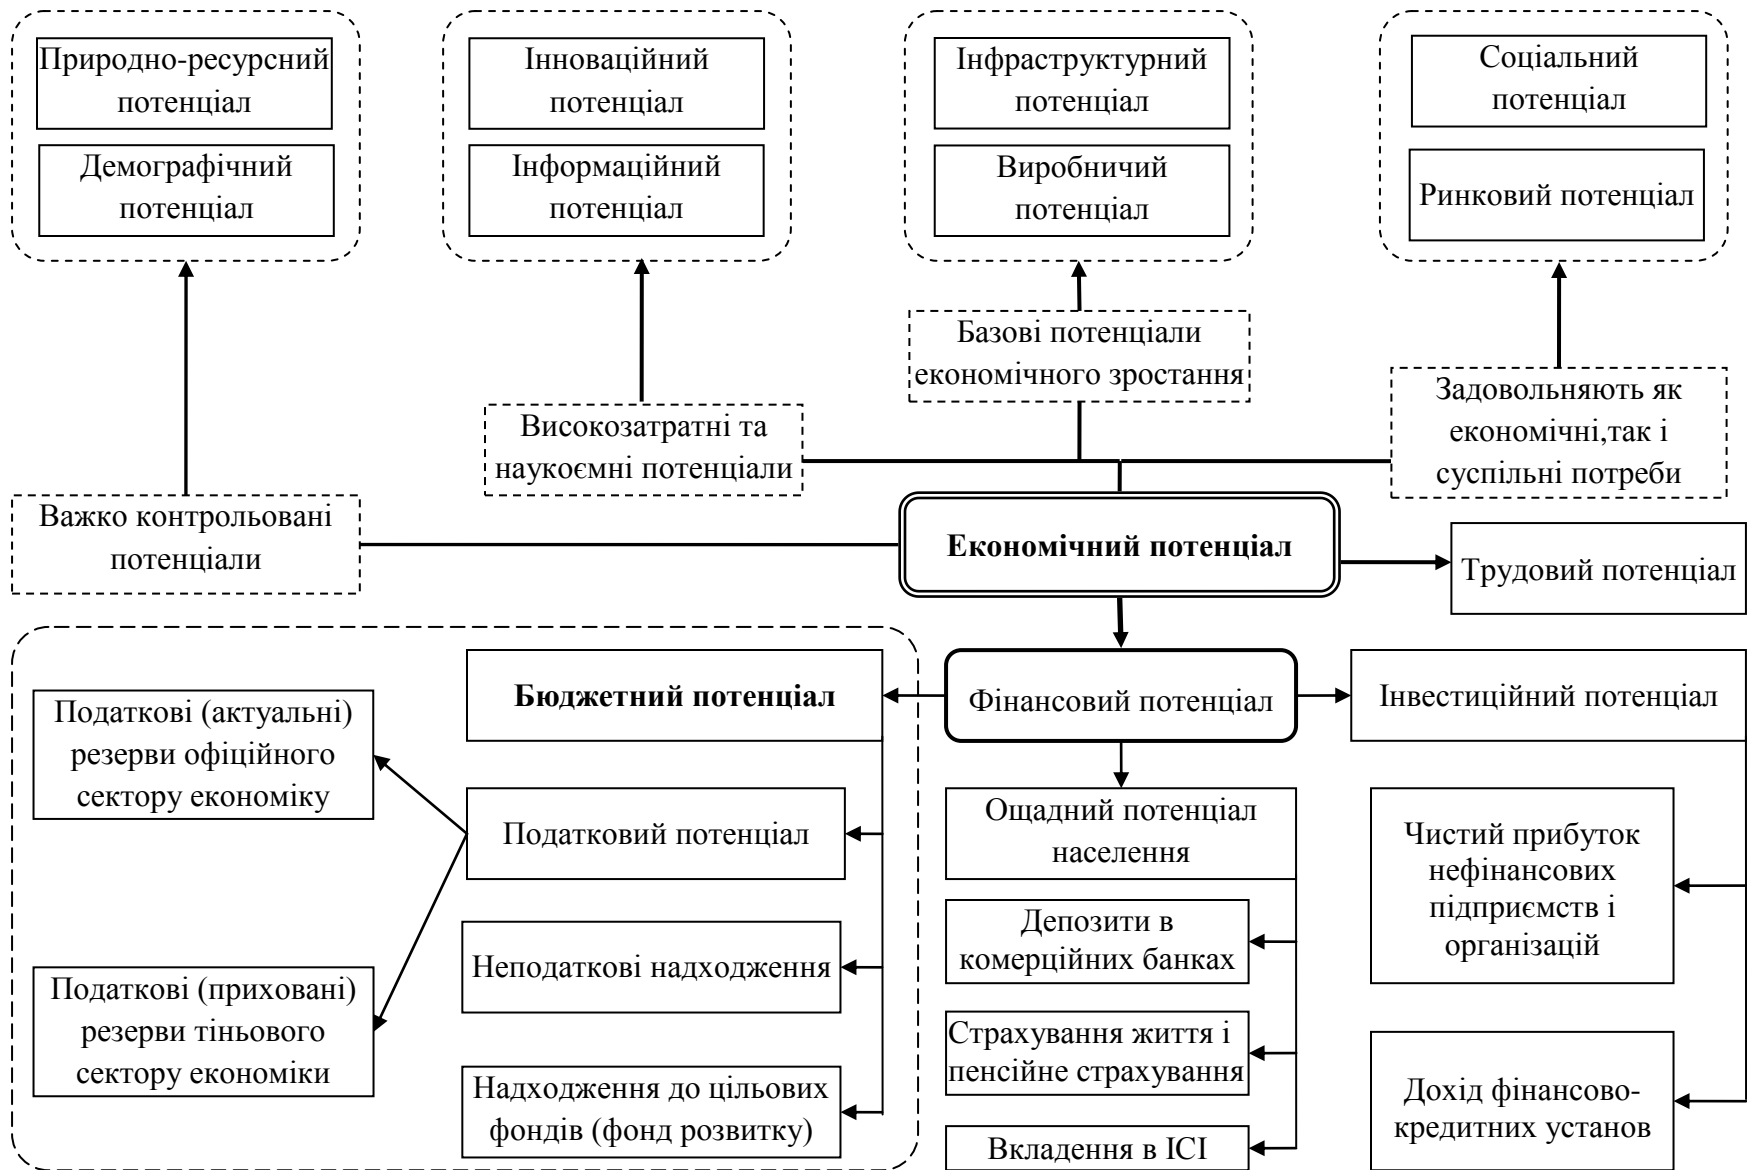 Природно-ресурсний
потенціал
Демографічний
потенціал
Інноваційний
потенціал
Інформаційний
потенціал
Інфраструктурний
потенціал
Виробничий
потенціал
Соціальний
потенціал
Ринковий потенціал
Базові потенціали
економічного зростання
Задовольняють як
економічні,так і
суспільні потреби
Високозатратні та
наукоємні потенціали
Важко контрольовані
потенціали
Економічний потенціал
Трудовий потенціал
Бюджетний потенціал
Фінансовий потенціал
Інвестиційний потенціал
Податкові (актуальні)
резерви офіційного
сектору економіку
Податковий потенціал
Неподаткові надходження
Податкові (приховані)
резерви тіньового
сектору економіки
Надходження до цільових
фондів (фонд розвитку)
Ощадний потенціал
населення
Депозити в
комерційних банках
Страхування життя і
пенсійне страхування
Вкладення в ІСІ
Чистий прибуток
нефінансових
підприємств і
організацій
Дохід фінансово-
кредитних установ